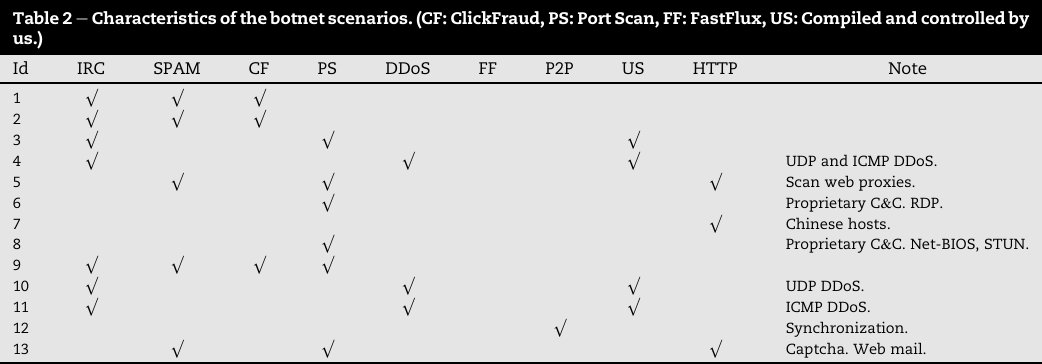 Table 2 – Characteristics of the botnet scenarios. (CF: ClickFraud, PS: Port Scan, FF: FastFlux, US: Compiled and controlled by
us.)
Id IRC SPAM CF PS DDoS FF P2P US HTTP Note
1 √ √ √
2 √ √ √
3 √ √ √
4 √ √ √ UDP and ICMP DDoS.
5 √ √ √ Scan web proxies.
6 √ Proprietary C&C. RDP.
7 √ Chinese hosts.
8 √ Proprietary C&C. Net-BIOS, STUN.
9 √ √ √ √
10 √ √ √ UDP DDoS.
11 √ √ √ ICMP DDoS.
12 √ Synchronization.
13 √ √ √ Captcha. Web mail.